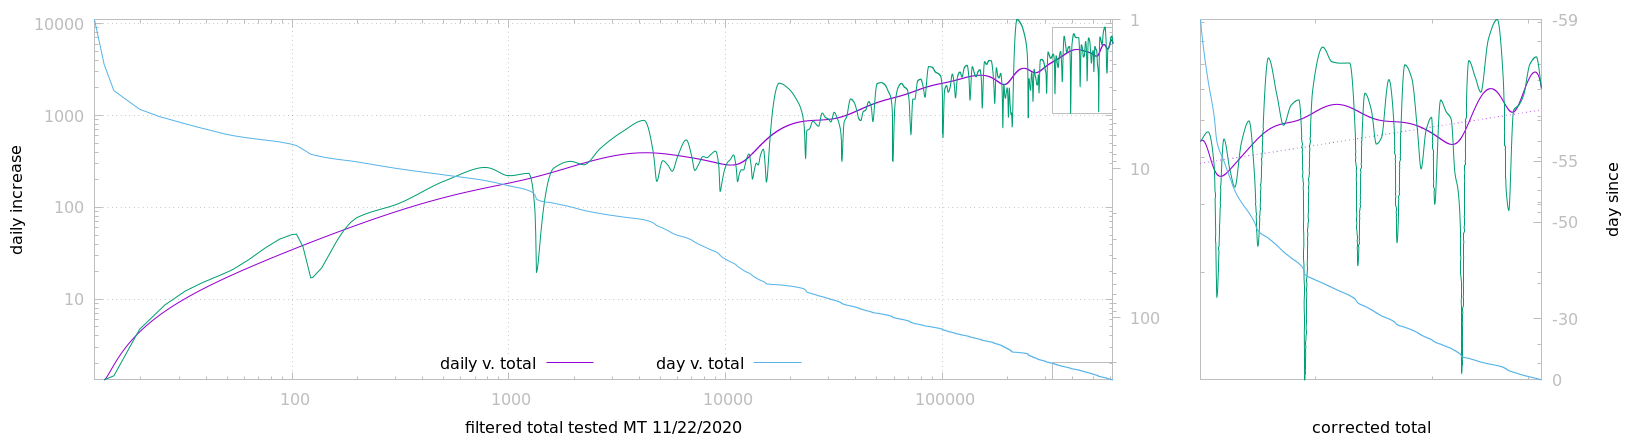 10000
1000
100
10
daily increase
1
10
100
daily v. total
day v. total
100
1000
10000
100000
filtered total tested MT 11/22/2020
-59
-55
-50
-30
0
day since
corrected total